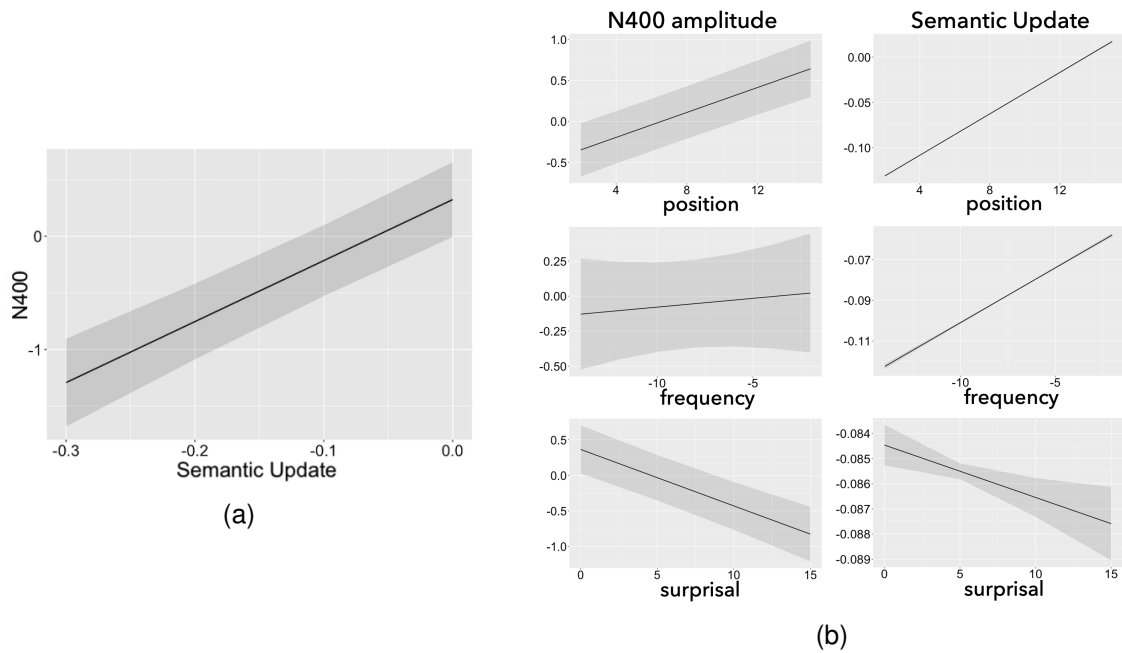 N400
0
-1
-0.3 -0.2 -0.1 0.0
Semantic Update
(a)
N400 amplitude
1.0
0.5
0.0
-0.5
4 8 12
position
Semantic Update
0.00
-0.05
-0.10
4 8 12
position
0.25
0.00
-0.25
-0.50
-10 -5
frequency
-0.07
-0.09
-0.11
-10 -5
frequency
0.5
0.0
-0.5
-1.0
0 5 10 15
surprisal
-0.084
-0.085
-0.086
-0.087
-0.088
-0.089
0 5 10 15
surprisal
(b)